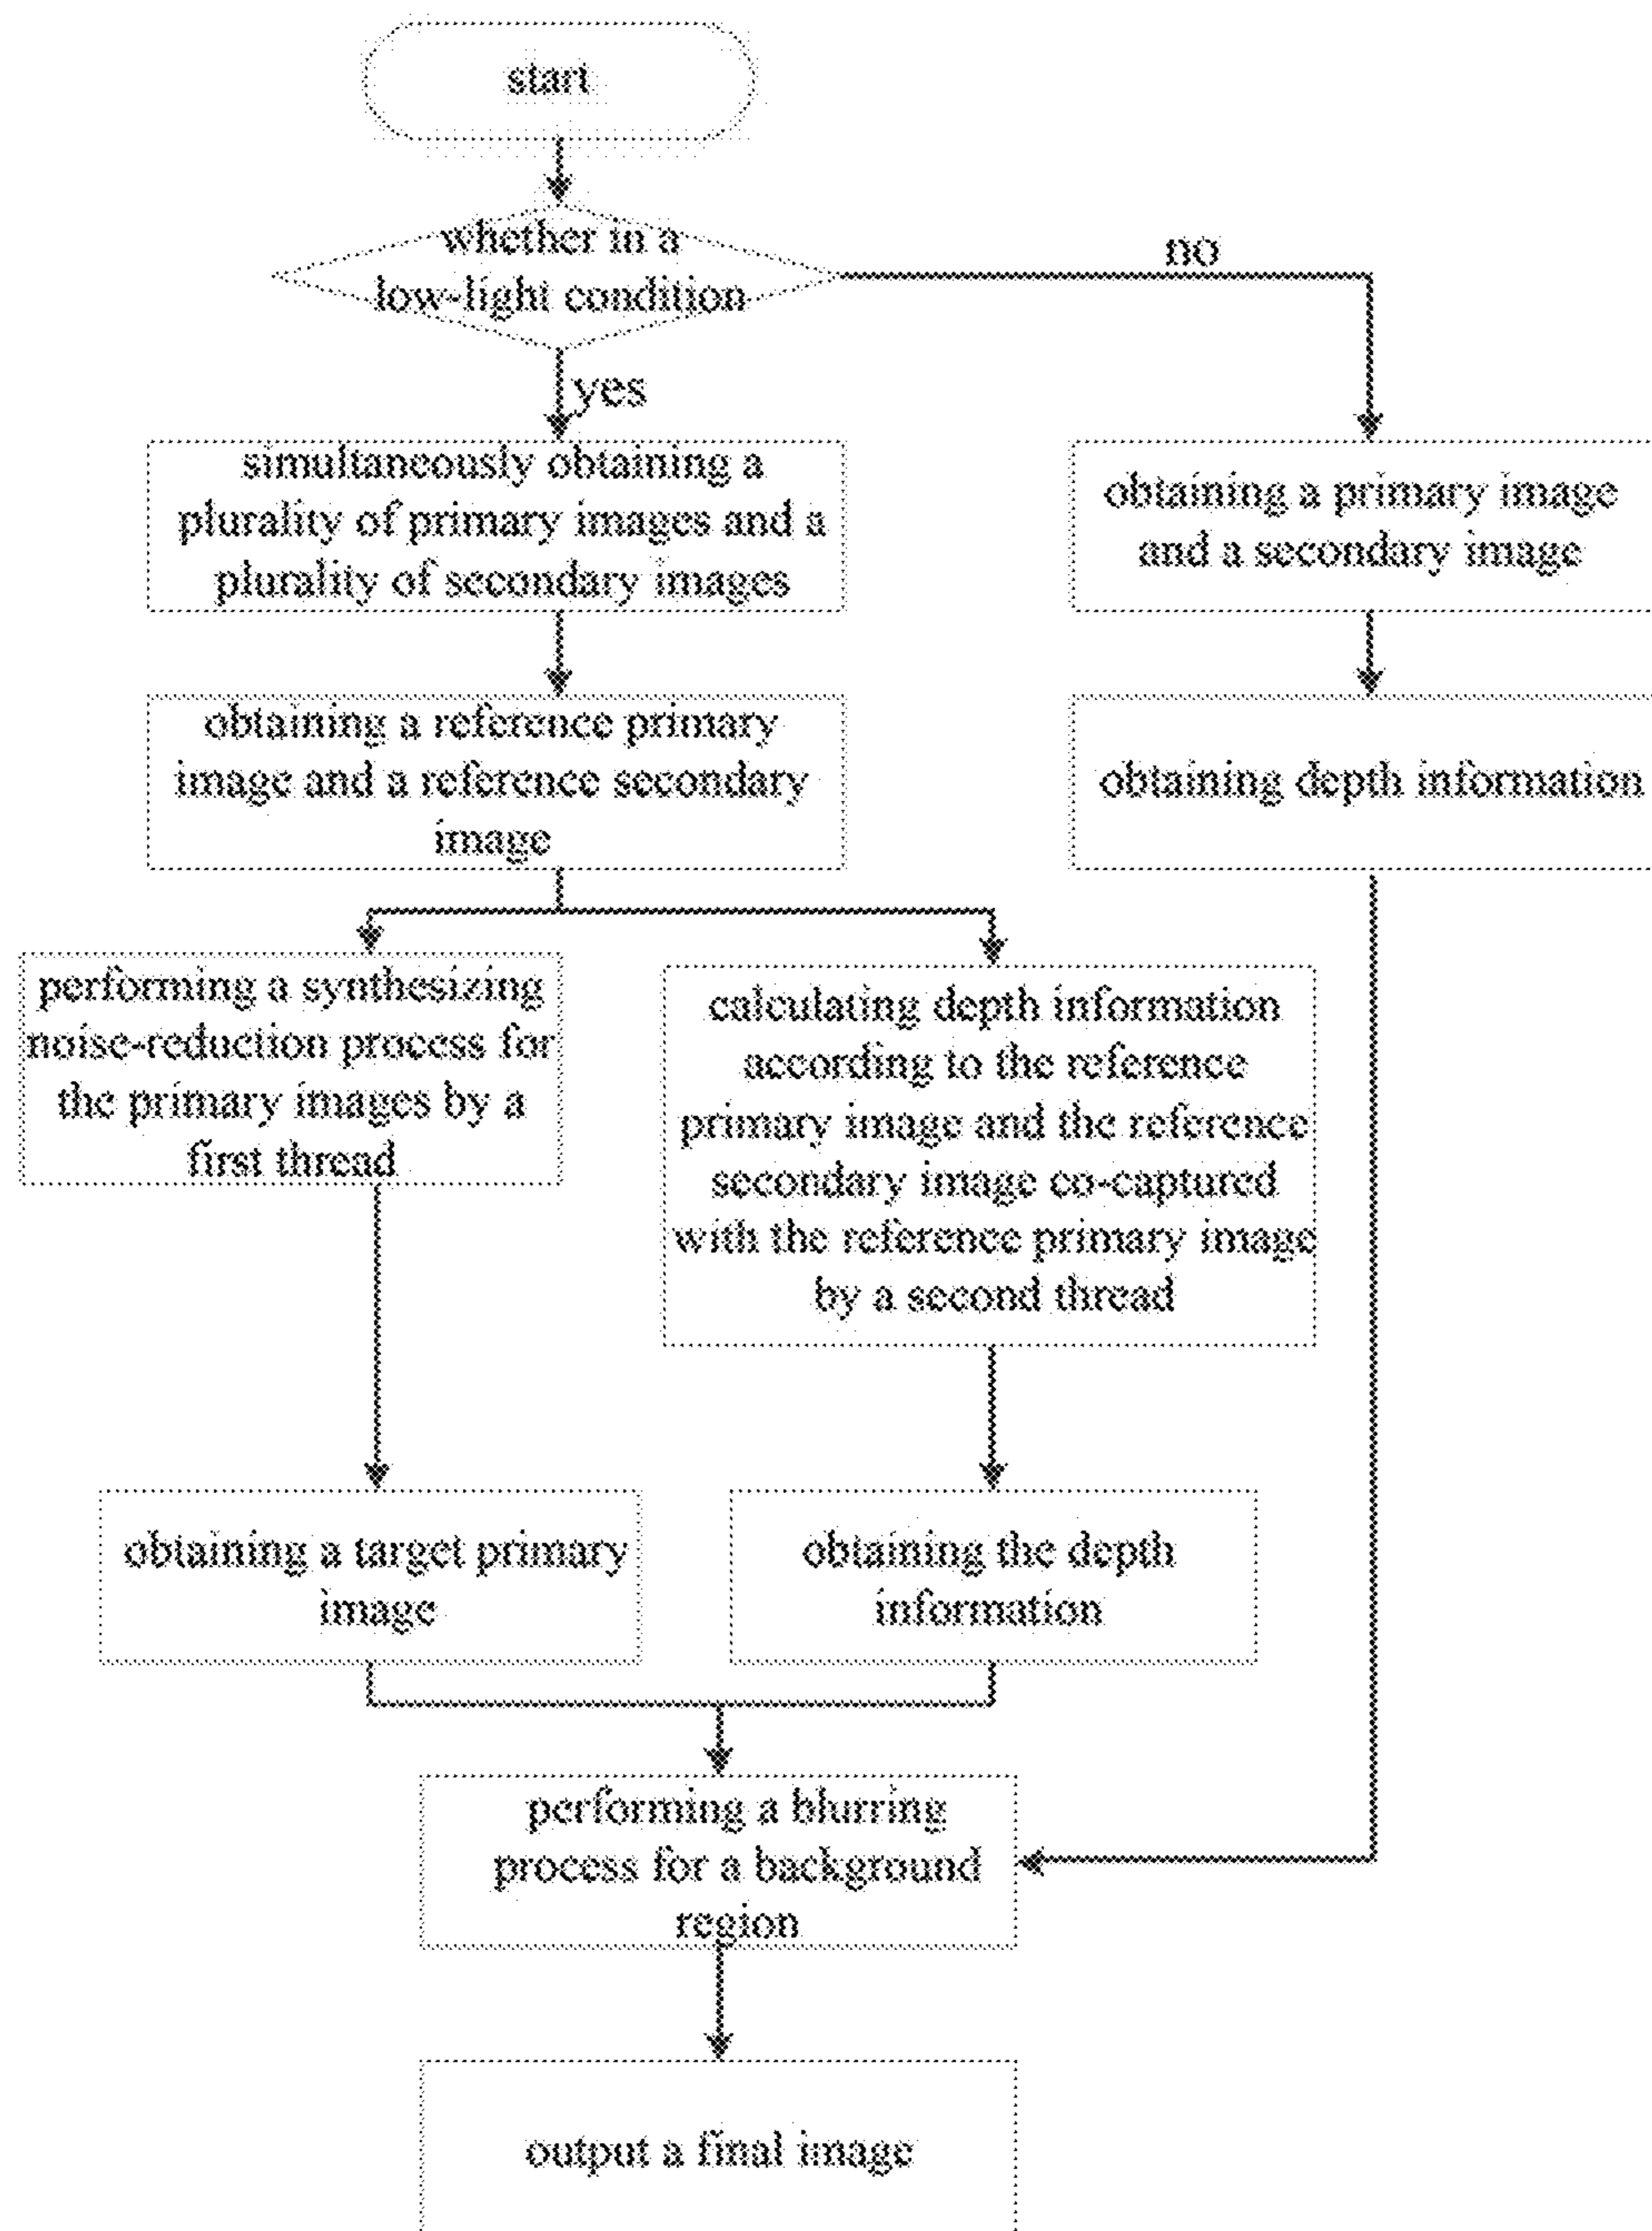 start
whether in a
low-light condition
no
yes
simultaneously obtaining a
plurality of primary images and a
plurality of secondary images
obtaining a primary image
and a secondary image
obtaining a reference primary
image and a reference secondary
image
obtaining depth information
performing a synthesizing
noise-reduction process for
the primary images by a
first thread
calculating depth information
according to the reference
primary image and the reference
secondary image co-captured
with the reference primary image
by a second thread
obtaining a target primary
image
obtaining the depth
information
performing a blurring
process for a background
region
output a final image